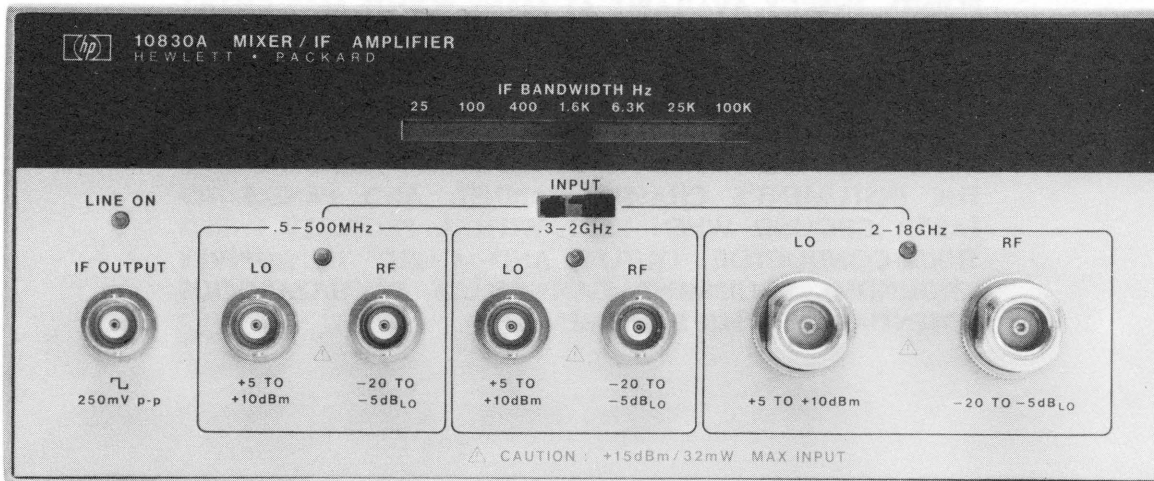 hp
10830A MIXER / IF AMPLIFIER
HEWLETT • PACKARD
IF BANDWIDTH Hz
25 100 400 1.6K 6.3K 25K 100K
LINE ON
IF OUTPUT
250mV p-p
INPUT
.5–500MHz
LO RF
+5 TO +10dBm
–20 TO –5dBLO
.3–2GHz
LO RF
+5 TO +10dBm
–20 TO –5dBLO
2–18GHz
LO RF
+5 TO +10dBm
–20 TO –5dBLO
⚠ CAUTION : +15dBm/32mW MAX INPUT